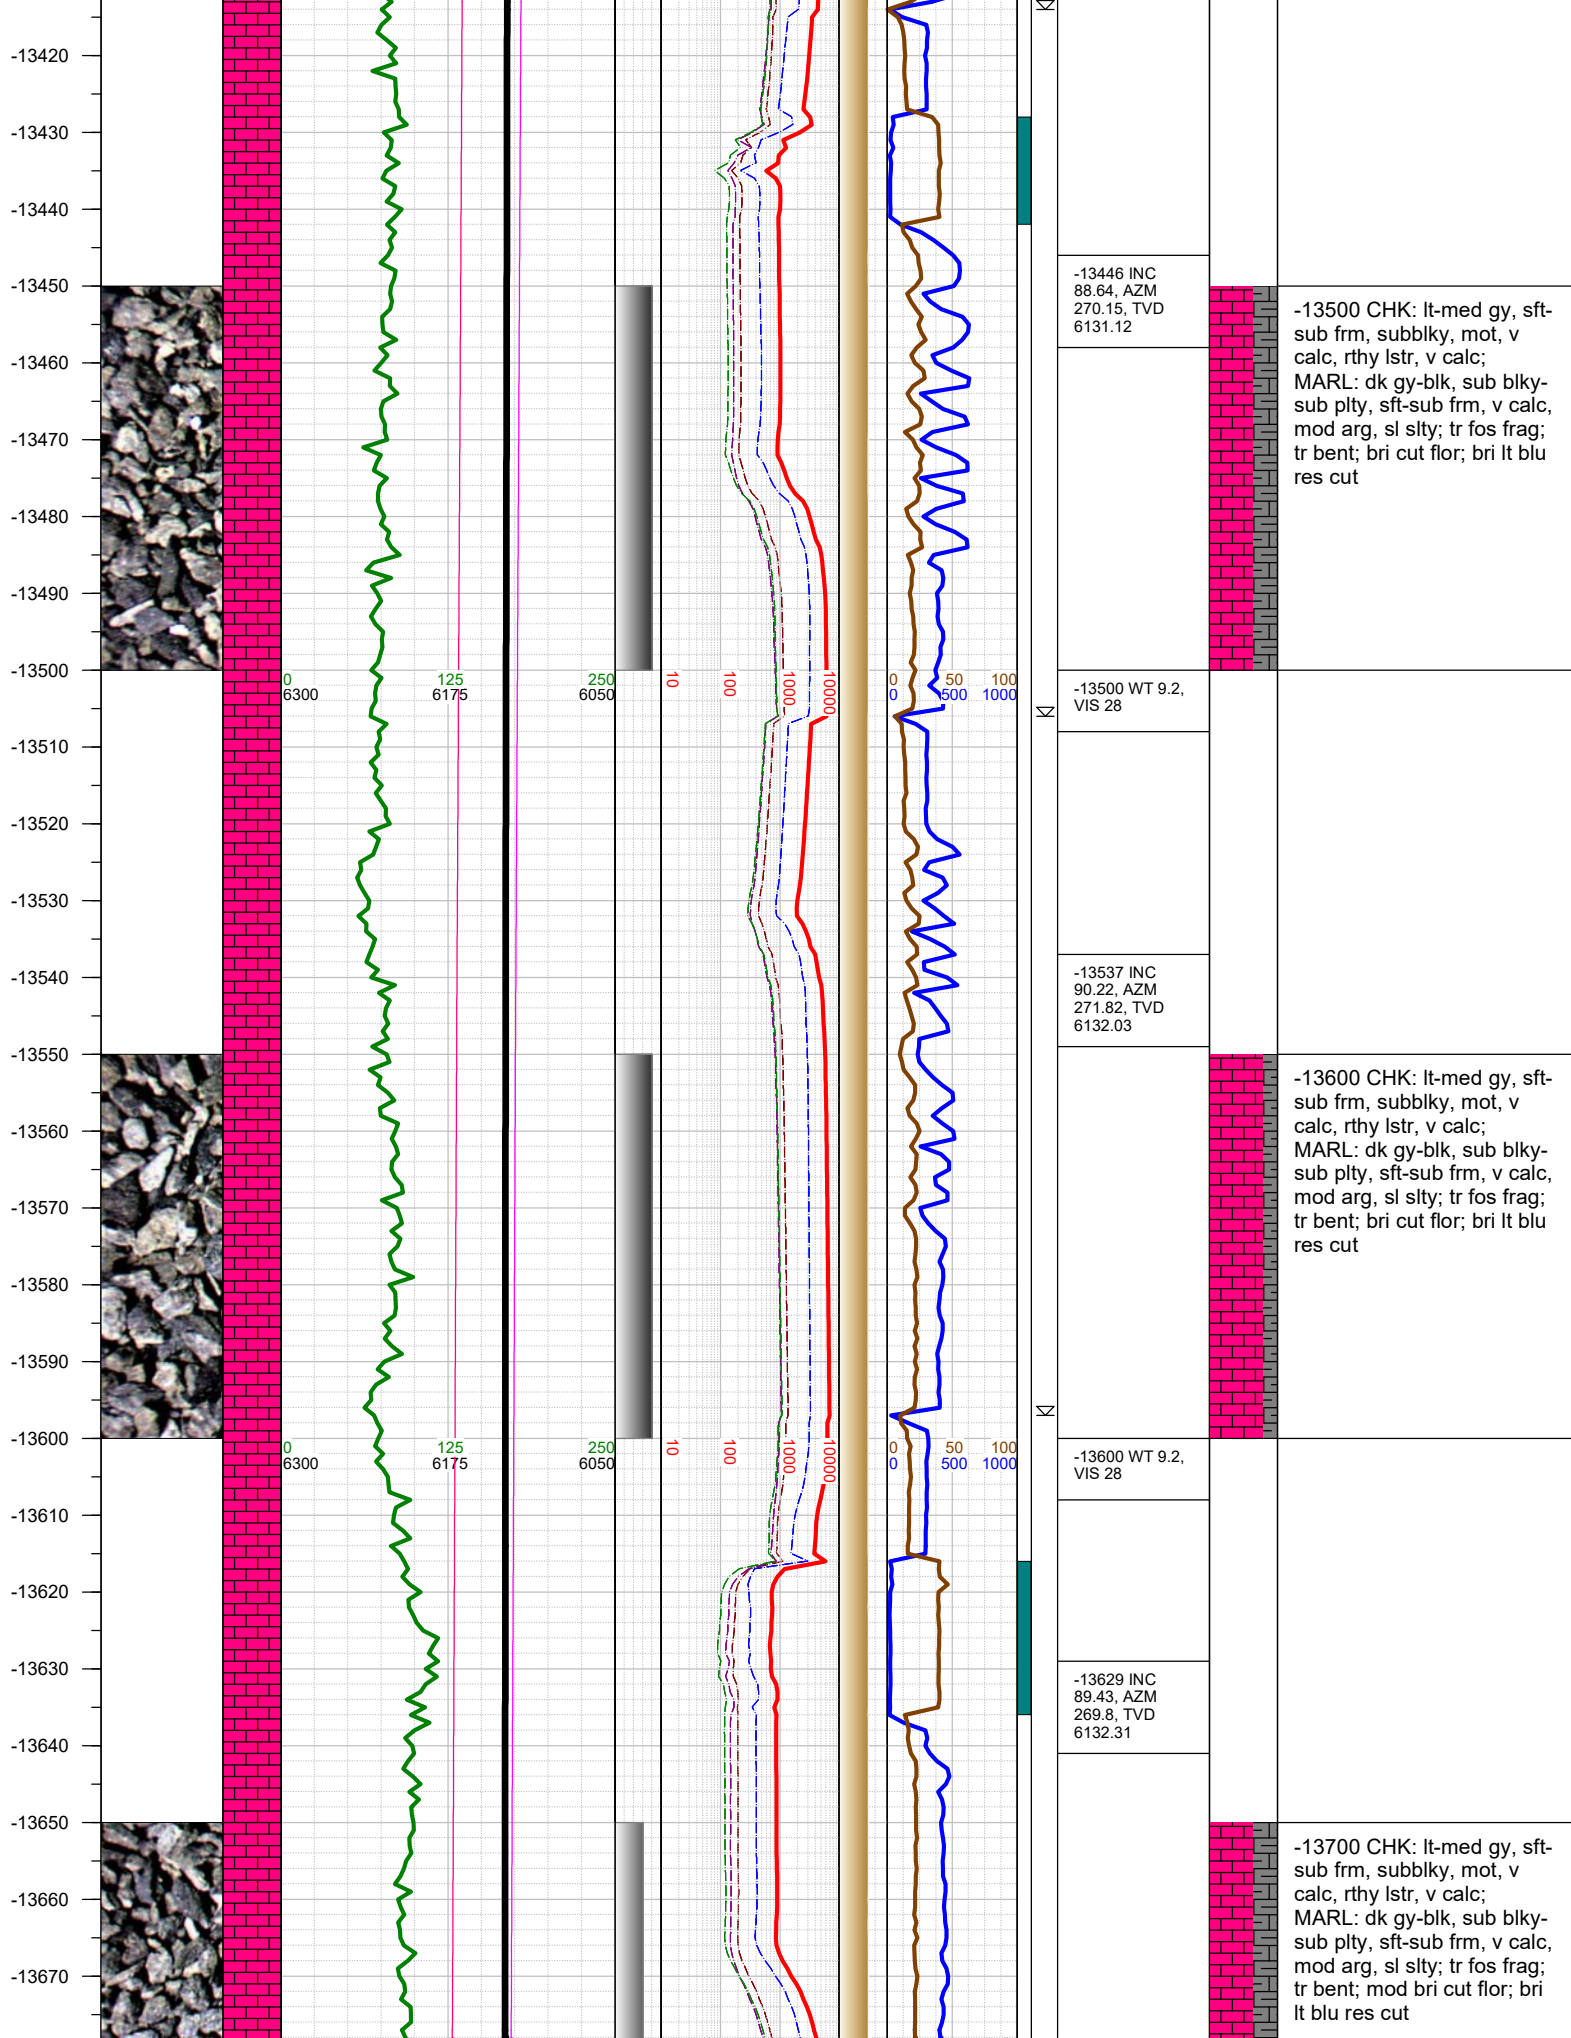 -13420
-13430
-13440
-13450
-13460
-13470
-13480
-13490
-13500
-13510
-13520
-13530
-13540
-13550
-13560
-13570
-13580
-13590
-13600
-13610
-13620
-13630
-13640
-13650
-13660
-13670
0 125 250
6300 6175 6050
10 100 1000 10000
0 50 100
0 500 1000
0 125 250
6300 6175 6050
10 100 1000 10000
0 50 100
0 500 1000
-13446 INC
88.64, AZM
270.15, TVD
6131.12
-13500 WT 9.2,
VIS 28
-13537 INC
90.22, AZM
271.82, TVD
6132.03
-13600 WT 9.2,
VIS 28
-13629 INC
89.43, AZM
269.8, TVD
6132.31
-13500 CHK: lt-med gy, sft-
sub frm, subblky, mot, v
calc, rthy lstr, v calc;
MARL: dk gy-blk, sub blky-
sub plty, sft-sub frm, v calc,
mod arg, sl slty; tr fos frag;
tr bent; bri cut flor; bri lt blu
res cut
-13600 CHK: lt-med gy, sft-
sub frm, subblky, mot, v
calc, rthy lstr, v calc;
MARL: dk gy-blk, sub blky-
sub plty, sft-sub frm, v calc,
mod arg, sl slty; tr fos frag;
tr bent; bri cut flor; bri lt blu
res cut
-13700 CHK: lt-med gy, sft-
sub frm, subblky, mot, v
calc, rthy lstr, v calc;
MARL: dk gy-blk, sub blky-
sub plty, sft-sub frm, v calc,
mod arg, sl slty; tr fos frag;
tr bent; mod bri cut flor; bri
lt blu res cut